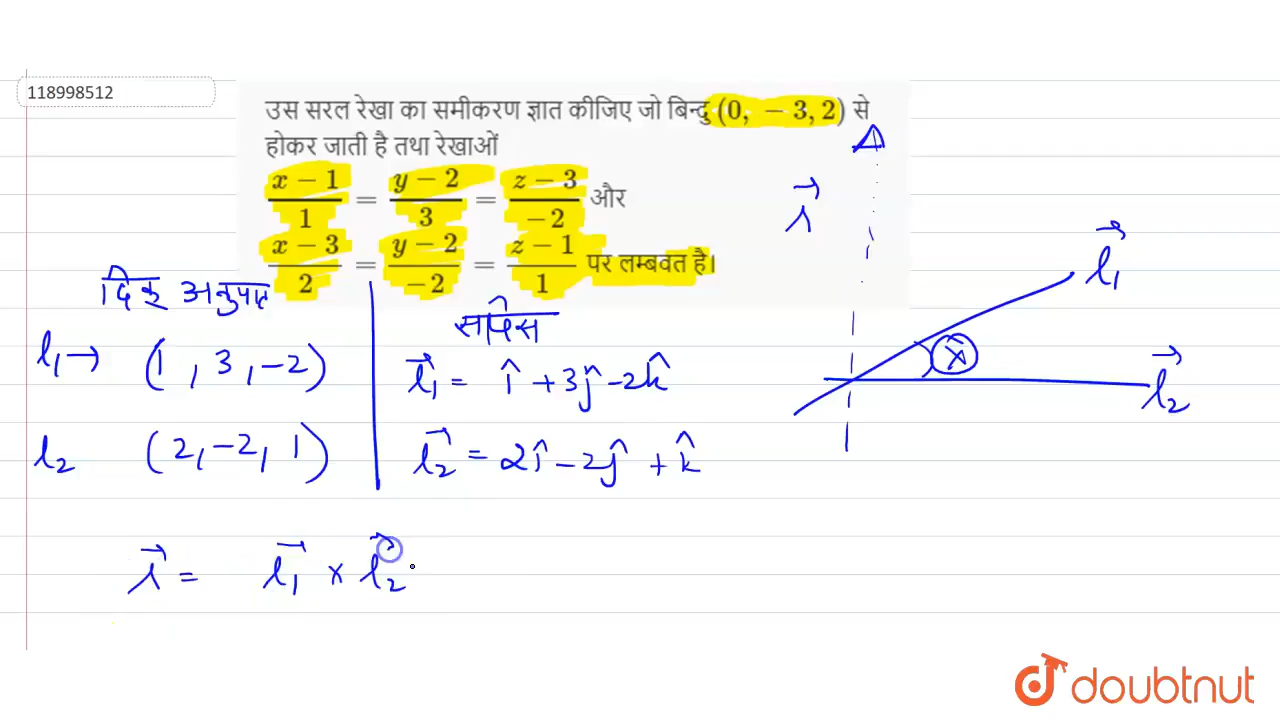 118998512
उस सरल रेखा का समीकरण ज्ञात कीजिए जो बिन्दु (0, −3, 2) से
होकर जाती है तथा रेखाओं
(x − 1)/1 = (y − 2)/3 = (z − 3)/−2 और
(x − 3)/2 = (y − 2)/−2 = (z − 1)/1 पर लम्बवत है।
दिक् अनुपात
l₁ → (1, 3, −2)
l₂ (2, −2, 1)
l₁⃗ = î + 3ĵ − 2k̂
l₂⃗ = 2î − 2ĵ + k̂
l₁⃗ × l₂⃗
l₁⃗
l₂⃗
doubtnut